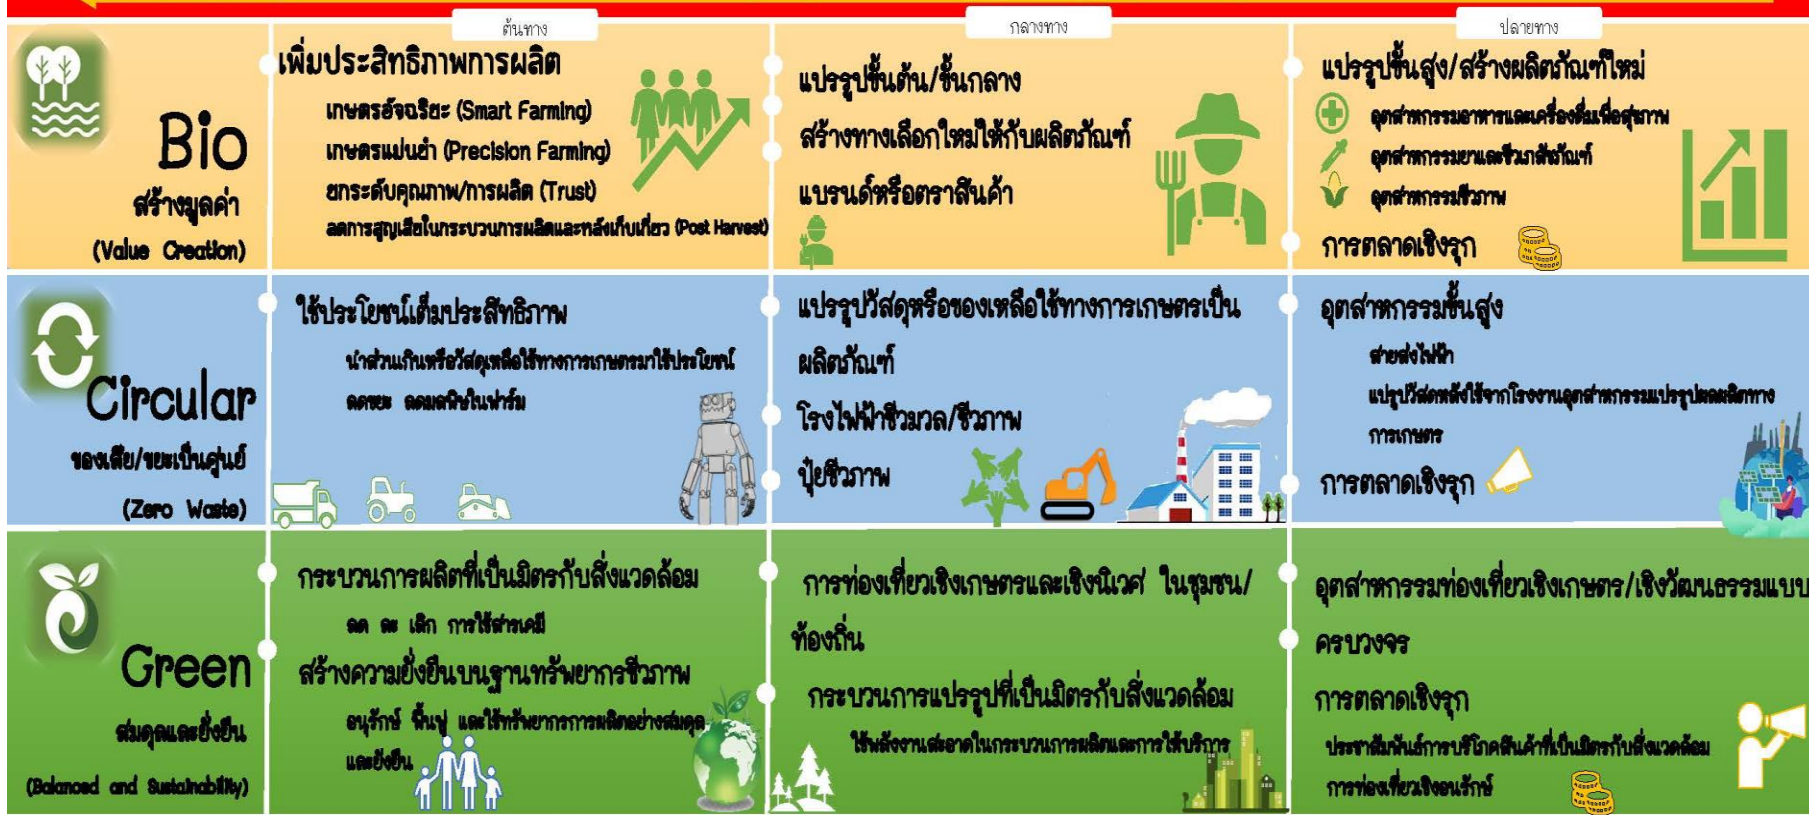 ต้นทาง
กลางทาง
ปลายทาง
Bio
สร้างมูลค่า
(Value Creation)
เพิ่มประสิทธิภาพการผลิต
เกษตรอัจฉริยะ (Smart Farming)
เกษตรแม่นยำ (Precision Farming)
ยกระดับคุณภาพ/การผลิต (Trust)
ลดการสูญเสียในกระบวนการผลิตและหลังเก็บเกี่ยว (Post Harvest)
แปรรูปขั้นต้น/ขั้นกลาง
สร้างทางเลือกใหม่ให้กับผลิตภัณฑ์
แบรนด์หรือตราสินค้า
แปรรูปขั้นสูง/สร้างผลิตภัณฑ์ใหม่
อุตสาหกรรมอาหารและเครื่องดื่มเพื่อสุขภาพ
อุตสาหกรรมยาและชีวเภสัชภัณฑ์
อุตสาหกรรมชีวภาพ
การตลาดเชิงรุก
Circular
ของเสีย/ขยะเป็นศูนย์
(Zero Waste)
ใช้ประโยชน์เต็มประสิทธิภาพ
นำส่วนเกินหรือวัสดุเหลือใช้ทางการเกษตรมาใช้ประโยชน์
ลดขยะ ลดมลพิษในฟาร์ม
แปรรูปวัสดุหรือของเหลือใช้ทางการเกษตรเป็น
ผลิตภัณฑ์
โรงไฟฟ้าชีวมวล/ชีวภาพ
ปุ๋ยชีวภาพ
อุตสาหกรรมขั้นสูง
สายส่งไฟฟ้า
แปรูปวัสดหลังใช้จากโรงงานอุตสาหกรรมแปรรูปผลผลิตทาง
การเกษตร
การตลาดเชิงรุก
Green
สมดุลและยั่งยืน
(Balanced and Sustainability)
กระบวนการผลิตที่เป็นมิตรกับสิ่งแวดล้อม
ลด ละ เลิก การใช้สารเคมี
สร้างความยั่งยืนบนฐานทรัพยากรชีวภาพ
อนุรักษ์ ฟื้นฟู และใช้ทรัพยากรการผลิตอย่างสมดุล
และยั่งยืน
การท่องเที่ยวเชิงเกษตรและเชิงนิเวศ ในชุมชน/
ท้องถิ่น
กระบวนการแปรรูปที่เป็นมิตรกับสิ่งแวดล้อม
ใช้พลังงานสะอาดในกระบวนการผลิตและการให้บริการ
อุตสาหกรรมท่องเที่ยวเชิงเกษตร/เชิงวัฒนธรรมแบบ
ครบวงจร
การตลาดเชิงรุก
ประชาสัมพันธ์การบริโภคสินค้าที่เป็นมิตรกับสิ่งแวดล้อม
การท่องเที่ยวเชิงอนุรักษ์